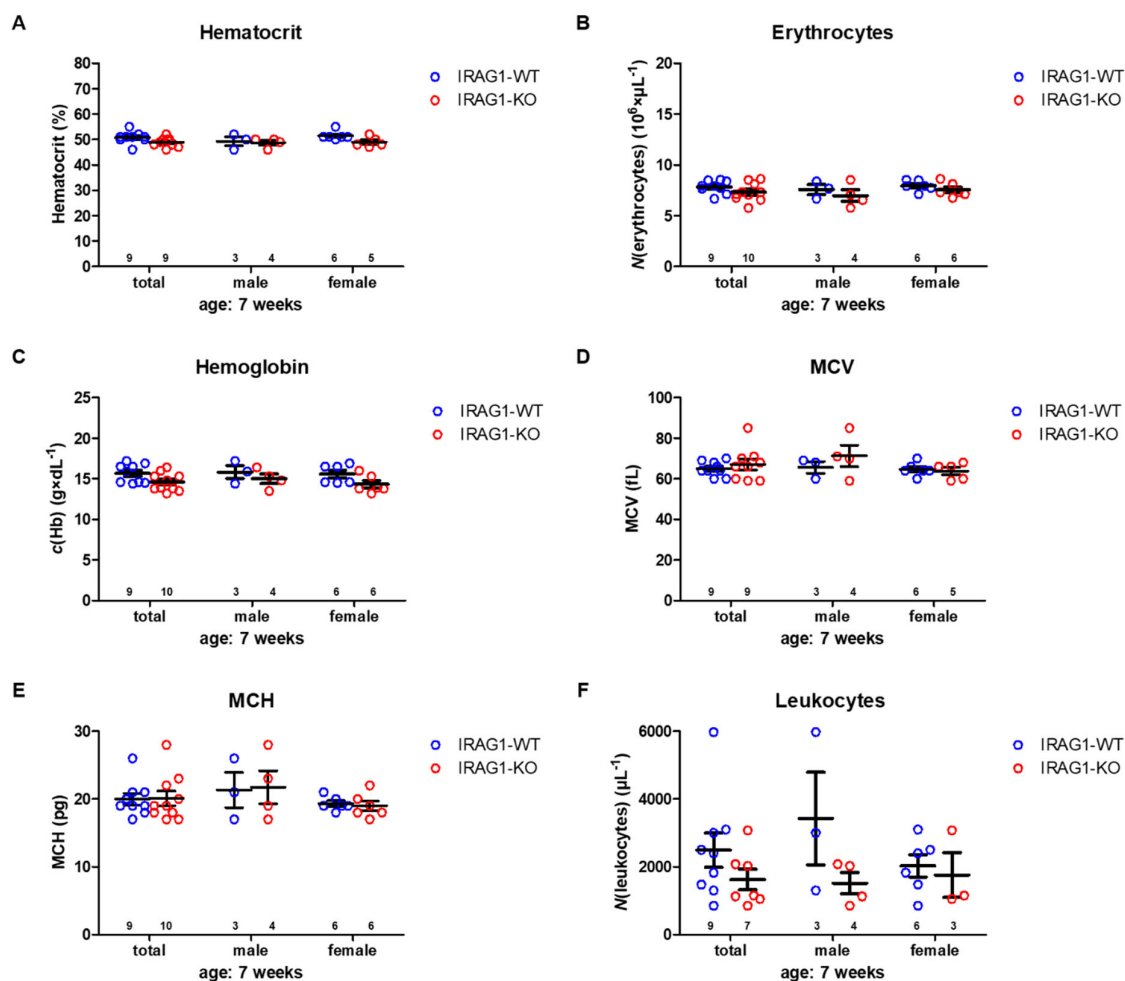 A
Hematocrit
Hematocrit (%)
80
70
60
50
40
30
20
10
0
9 9 3 4 6 5
total male female
age: 7 weeks
IRAG1-WT
IRAG1-KO
B
Erythrocytes
N(erythrocytes) (10⁶×µL⁻¹)
20
15
10
5
0
9 10 3 4 6 6
total male female
age: 7 weeks
IRAG1-WT
IRAG1-KO
C
Hemoglobin
c(Hb) (g×dL⁻¹)
25
20
15
10
5
0
9 10 3 4 6 6
total male female
age: 7 weeks
IRAG1-WT
IRAG1-KO
D
MCV
MCV (fL)
100
80
60
40
20
0
9 9 3 4 6 5
total male female
age: 7 weeks
IRAG1-WT
IRAG1-KO
E
MCH
MCH (pg)
30
20
10
0
9 10 3 4 6 6
total male female
age: 7 weeks
IRAG1-WT
IRAG1-KO
F
Leukocytes
N(leukocytes) (µL⁻¹)
6000
4000
2000
0
9 7 3 4 6 3
total male female
age: 7 weeks
IRAG1-WT
IRAG1-KO